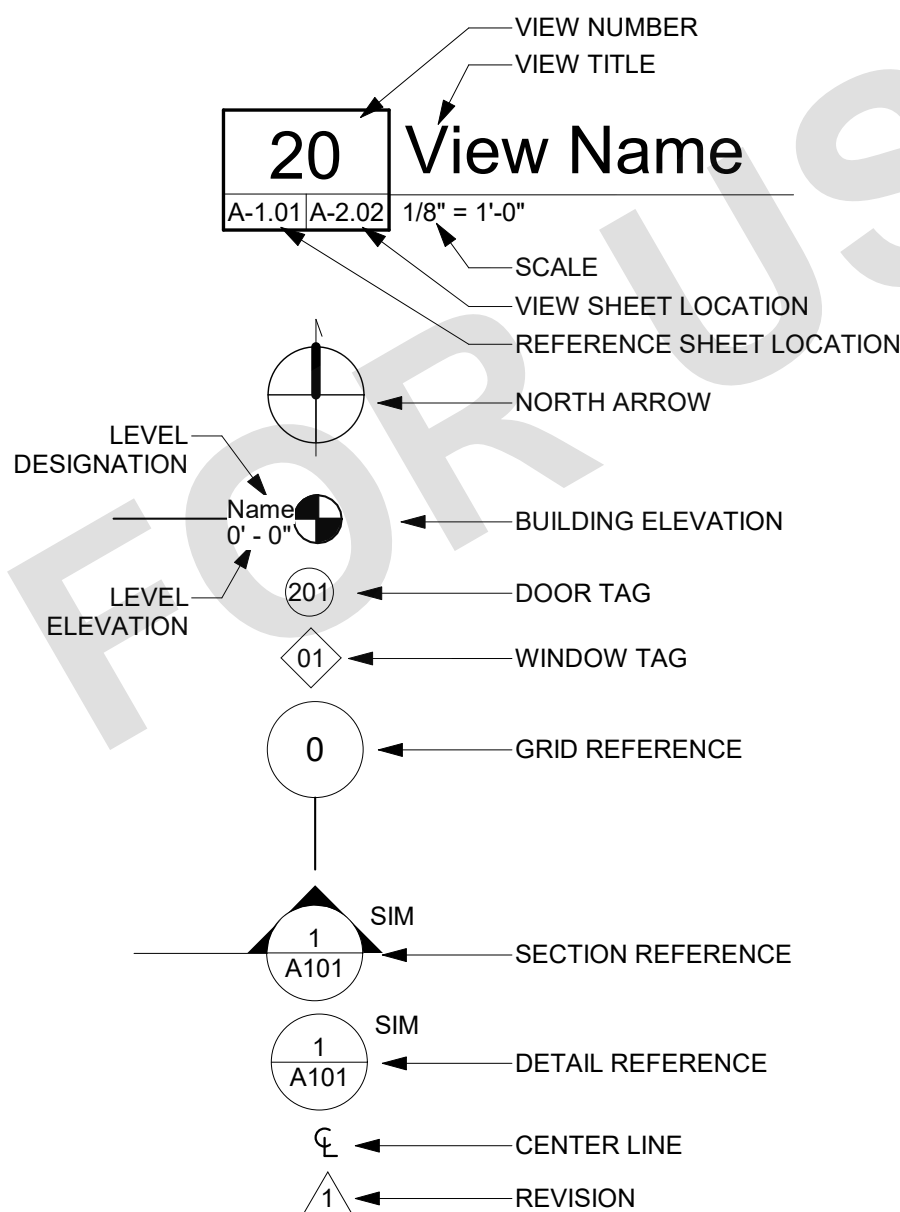 VIEW NUMBER
VIEW TITLE
20 View Name
A-1.01 A-2.02 1/8" = 1'-0"
SCALE
VIEW SHEET LOCATION
REFERENCE SHEET LOCATION
NORTH ARROW
LEVEL
DESIGNATION
Name
0' - 0"
BUILDING ELEVATION
LEVEL
ELEVATION
201 DOOR TAG
01 WINDOW TAG
0 GRID REFERENCE
SIM
1
A101
SECTION REFERENCE
SIM
1
A101
DETAIL REFERENCE
℄ CENTER LINE
1 REVISION
FOR US